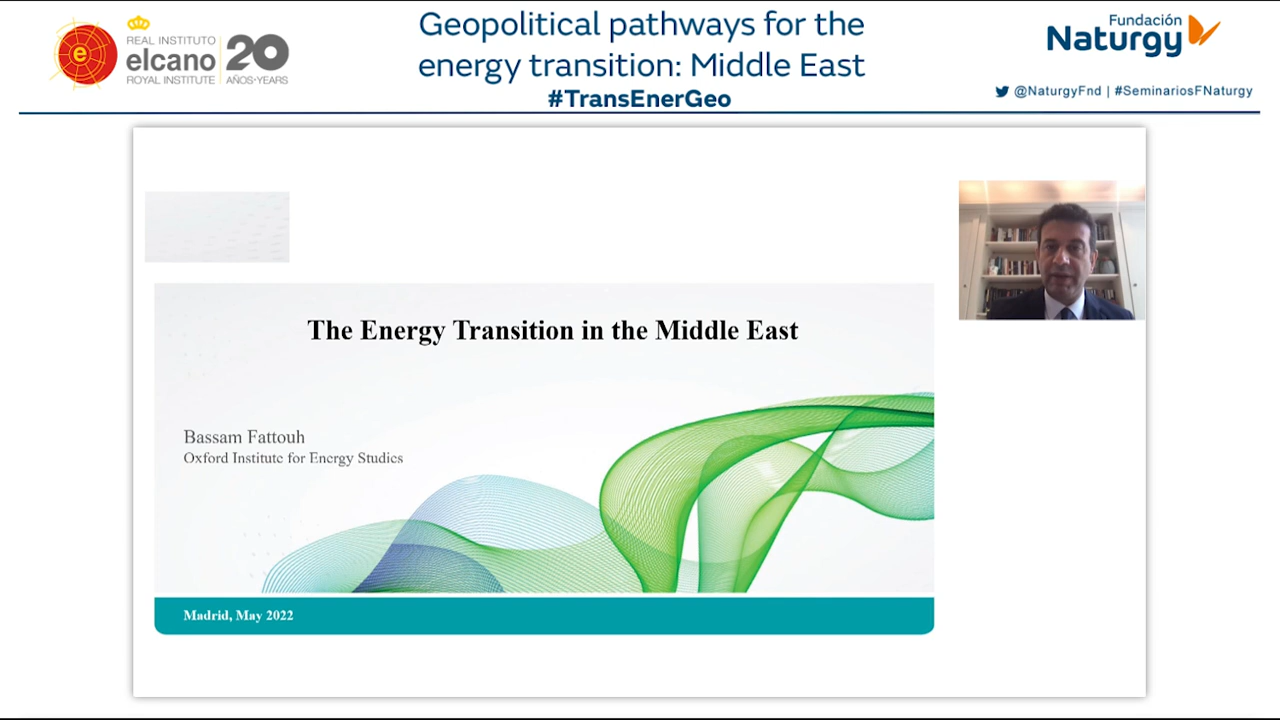 REAL INSTITUTO
elcano
ROYAL INSTITUTE
20
AÑOS·YEARS
Geopolitical pathways for the
energy transition: Middle East
#TransEnerGeo
Fundación
Naturgy
@NaturgyFnd | #SeminariosFNaturgy
The Energy Transition in the Middle East
Bassam Fattouh
Oxford Institute for Energy Studies
Madrid, May 2022